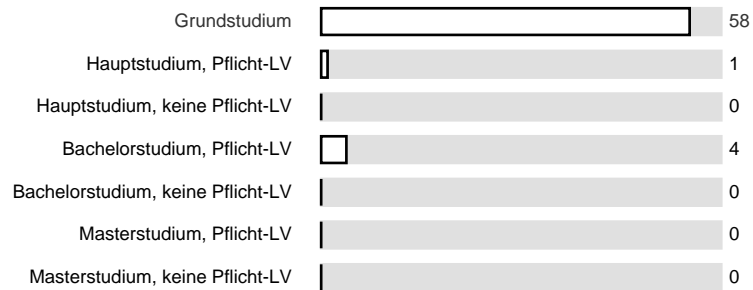 Grundstudium 58
Hauptstudium, Pflicht-LV 1
Hauptstudium, keine Pflicht-LV 0
Bachelorstudium, Pflicht-LV 4
Bachelorstudium, keine Pflicht-LV 0
Masterstudium, Pflicht-LV 0
Masterstudium, keine Pflicht-LV 0